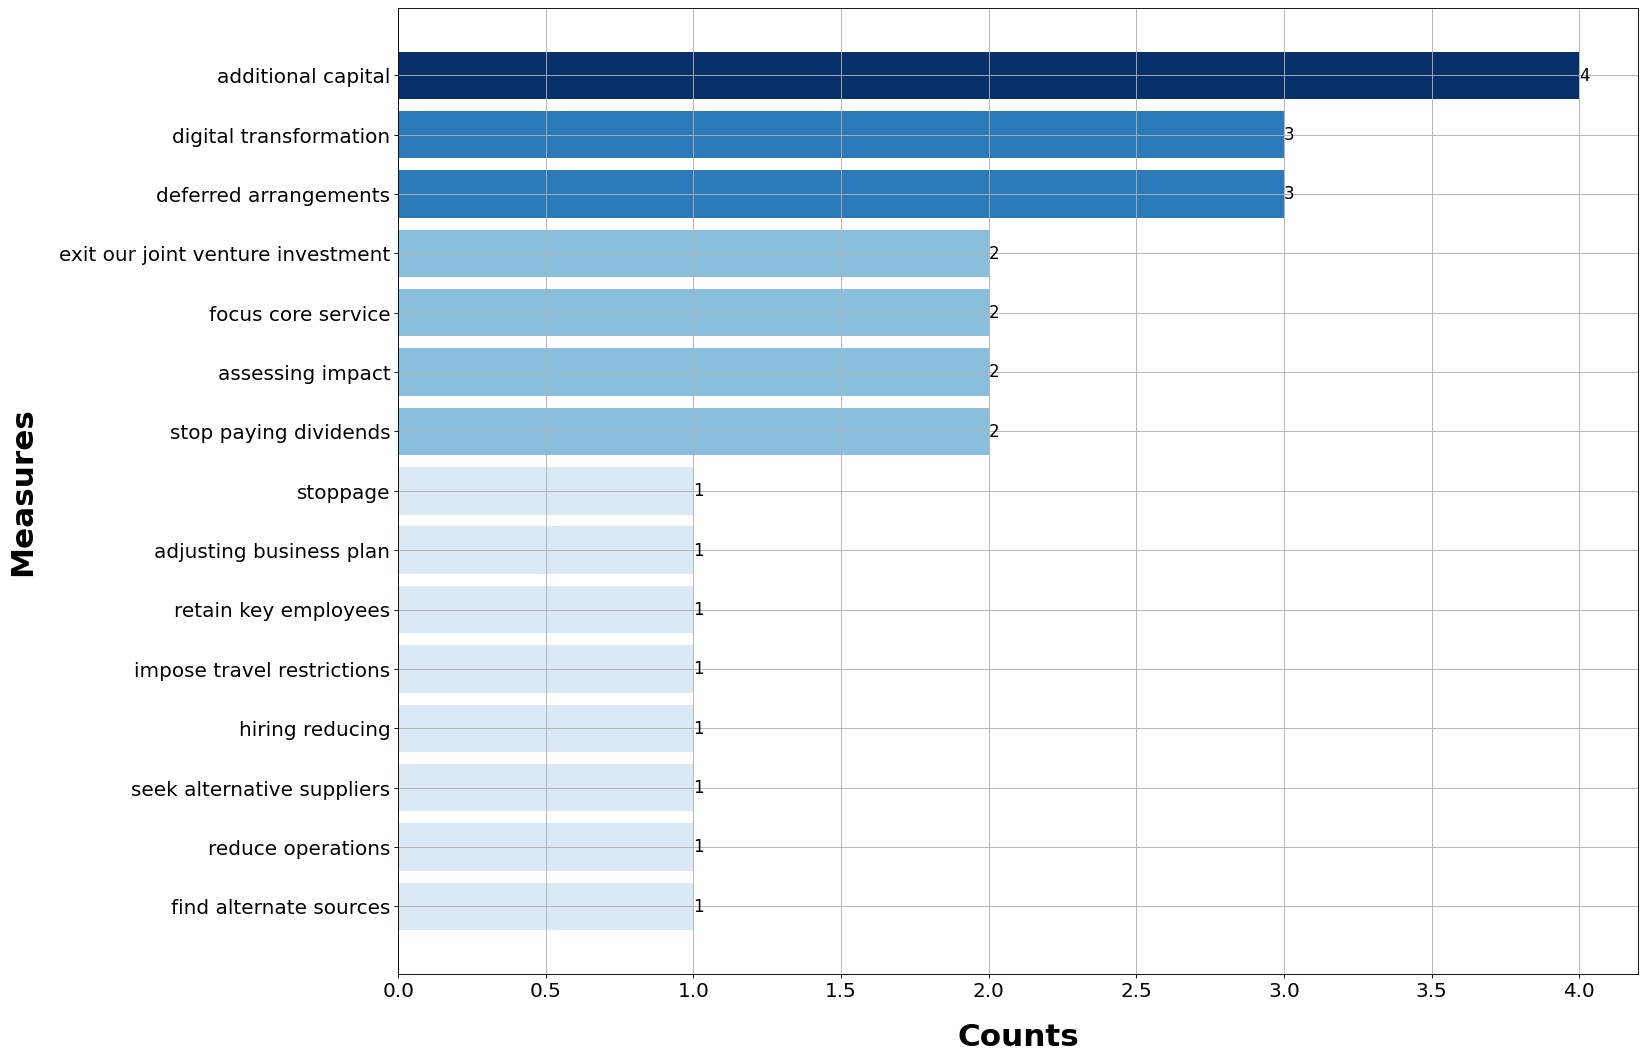 additional capital 4
digital transformation 3
deferred arrangements 3
exit our joint venture investment 2
focus core service 2
assessing impact 2
stop paying dividends 2
stoppage 1
adjusting business plan 1
retain key employees 1
impose travel restrictions 1
hiring reducing 1
seek alternative suppliers 1
reduce operations 1
find alternate sources 1
Measures
0.0 0.5 1.0 1.5 2.0 2.5 3.0 3.5 4.0
Counts